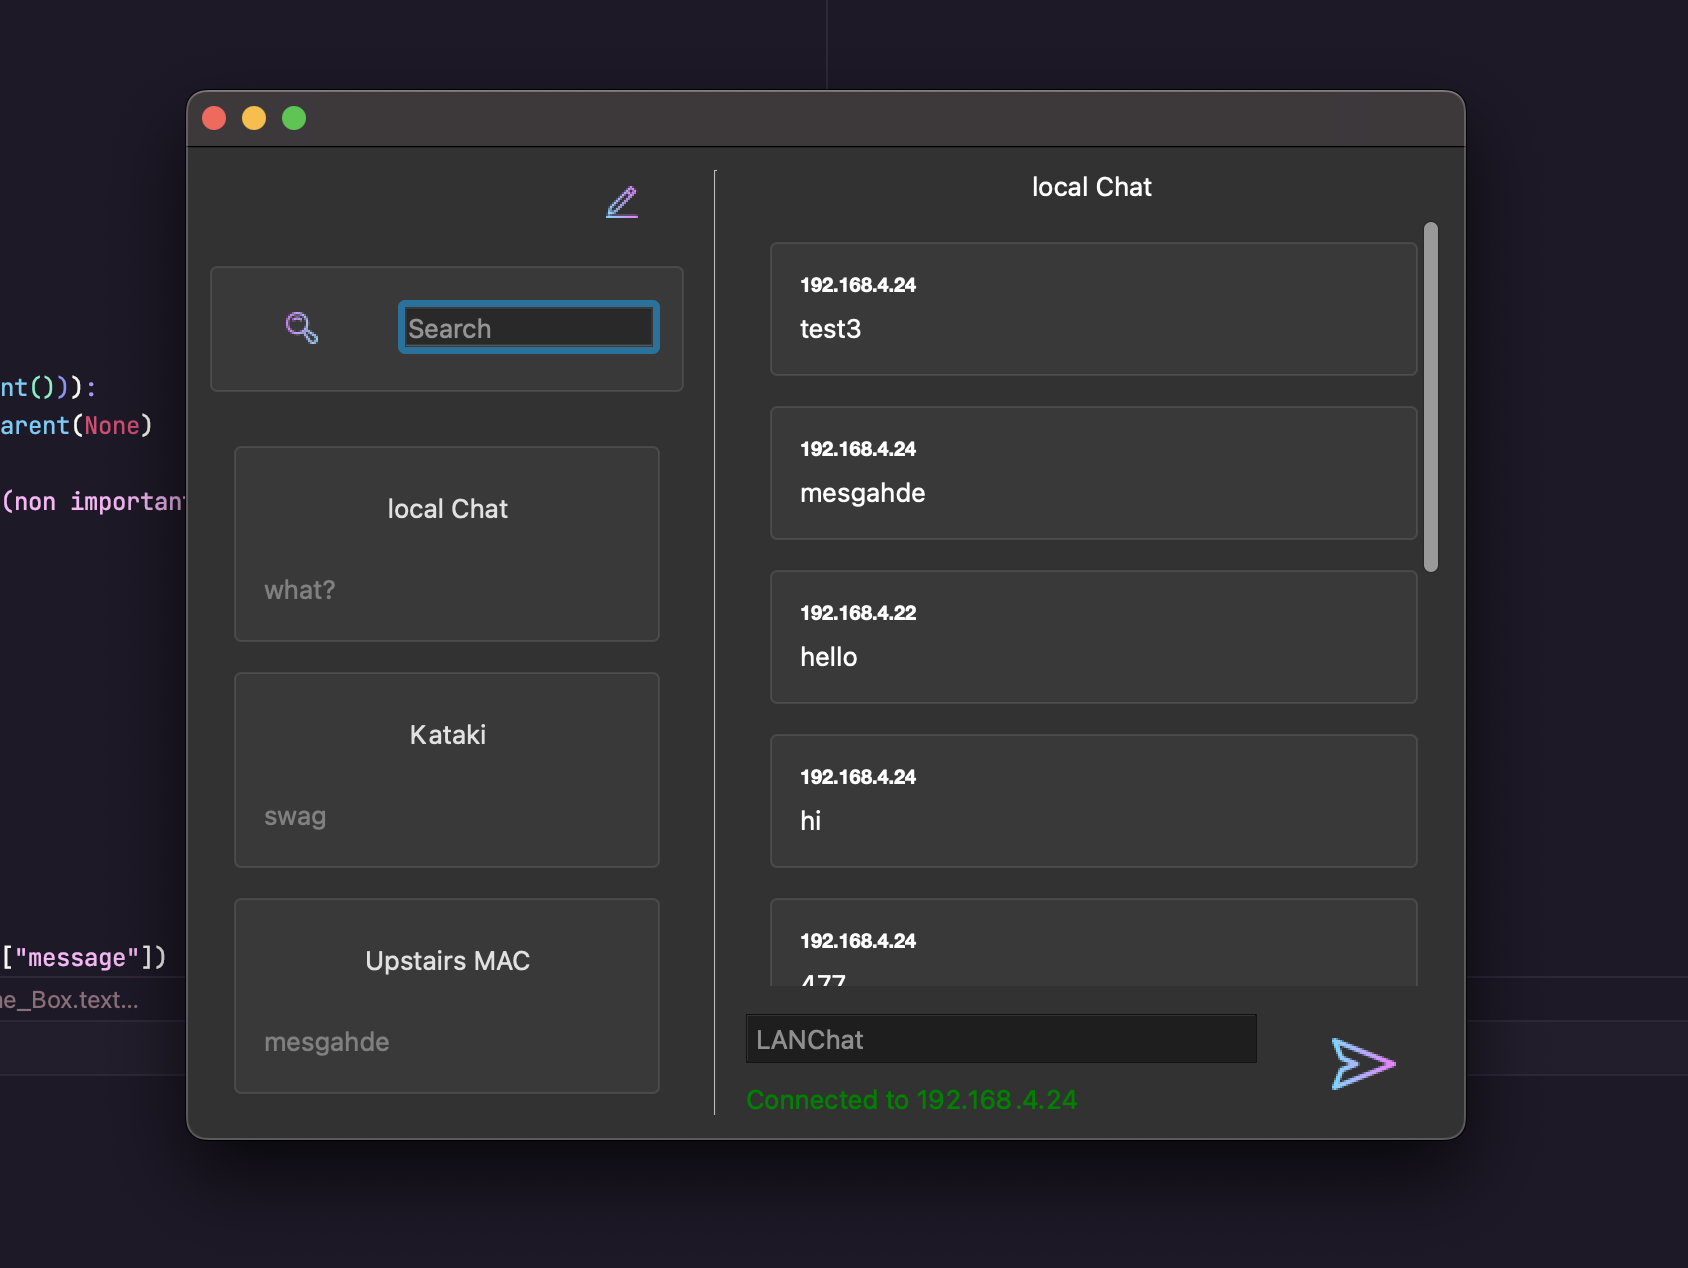 nt())):
arent(None)
(non important
["message"])
e_Box.text...
Search
local Chat
what?
Kataki
swag
Upstairs MAC
mesgahde
local Chat
192.168.4.24
test3
192.168.4.24
mesgahde
192.168.4.22
hello
192.168.4.24
hi
192.168.4.24
477
LANChat
Connected to 192.168.4.24